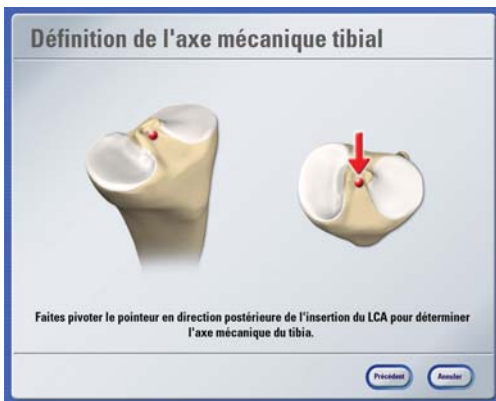 Définition de l'axe mécanique tibial
Faites pivoter le pointeur en direction postérieure de l'insertion du LCA pour déterminer
l'axe mécanique du tibia.
Précédent Annuler